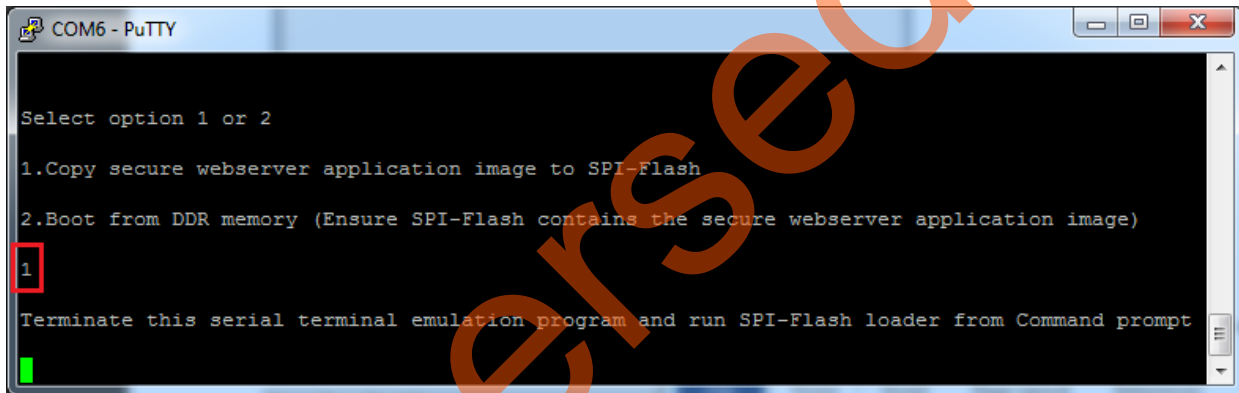 COM6 - PuTTY
Select option 1 or 2
1.Copy secure webserver application image to SPI-Flash
2.Boot from DDR memory (Ensure SPI-Flash contains the secure webserver application image)
1
Terminate this serial terminal emulation program and run SPI-Flash loader from Command prompt
ersed